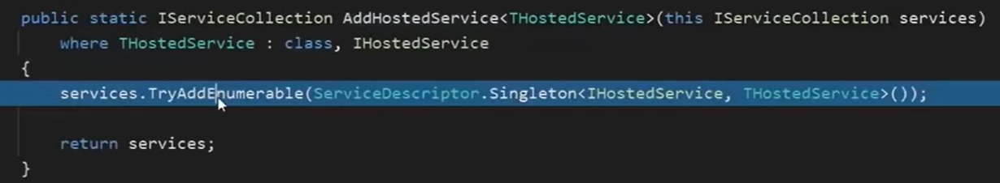 public static IServiceCollection AddHostedService<THostedService>(this IServiceCollection services)
where THostedService : class, IHostedService
{
services.TryAddEnumerable(ServiceDescriptor.Singleton<IHostedService, THostedService>());
return services;
}